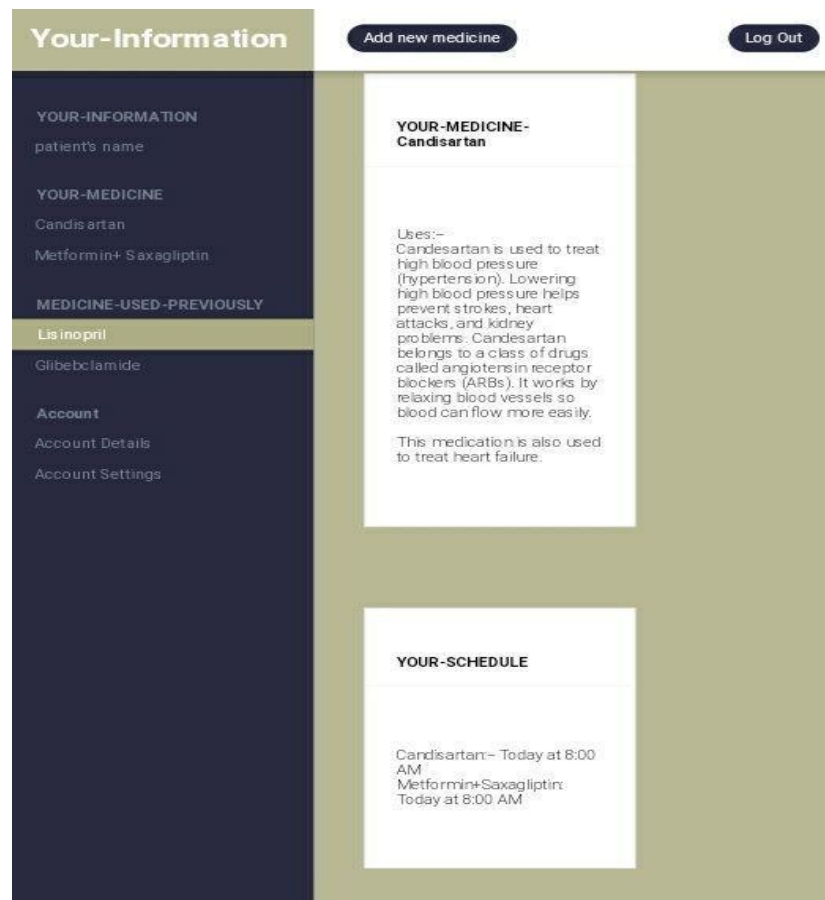 Your-Information
Add new medicine
Log Out
YOUR-INFORMATION
patient's name
YOUR-MEDICINE
Candisartan
Metformin+ Saxagliptin
MEDICINE-USED-PREVIOUSLY
Lisinopril
Glibebclamide
Account
Account Details
Account Settings
YOUR-MEDICINE-
Candisartan
Uses:–
Candesartan is used to treat
high blood pressure
(hypertension). Lowering
high blood pressure helps
prevent strokes, heart
attacks, and kidney
problems. Candesartan
belongs to a class of drugs
called angiotensin receptor
blockers (ARBs). It works by
relaxing blood vessels so
blood can flow more easily.
This medication is also used
to treat heart failure.
YOUR-SCHEDULE
Candisartan:– Today at 8:00
AM
Metformin+Saxagliptin:
Today at 8:00 AM